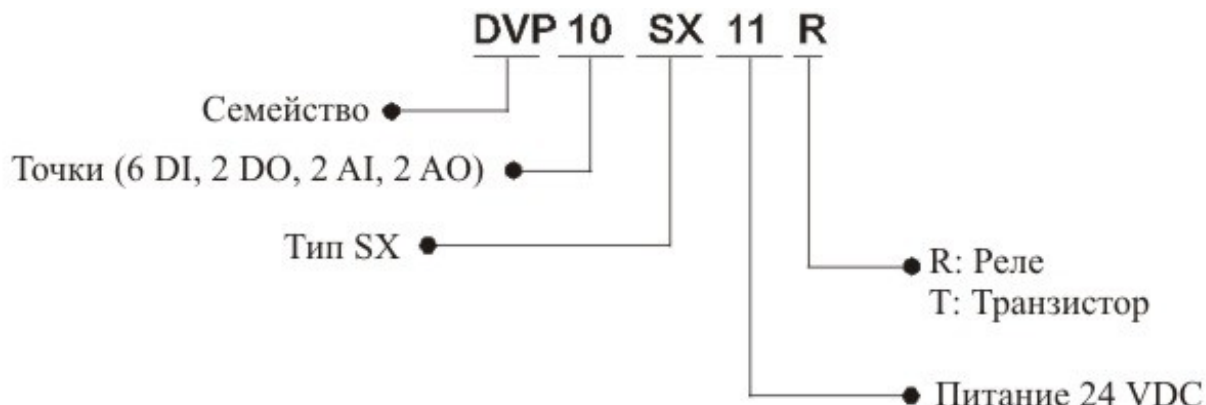 DVP 10 SX 11 R
Семейство
Точки (6 DI, 2 DO, 2 AI, 2 AO)
Тип SX
R: Реле
T: Транзистор
Питание 24 VDC